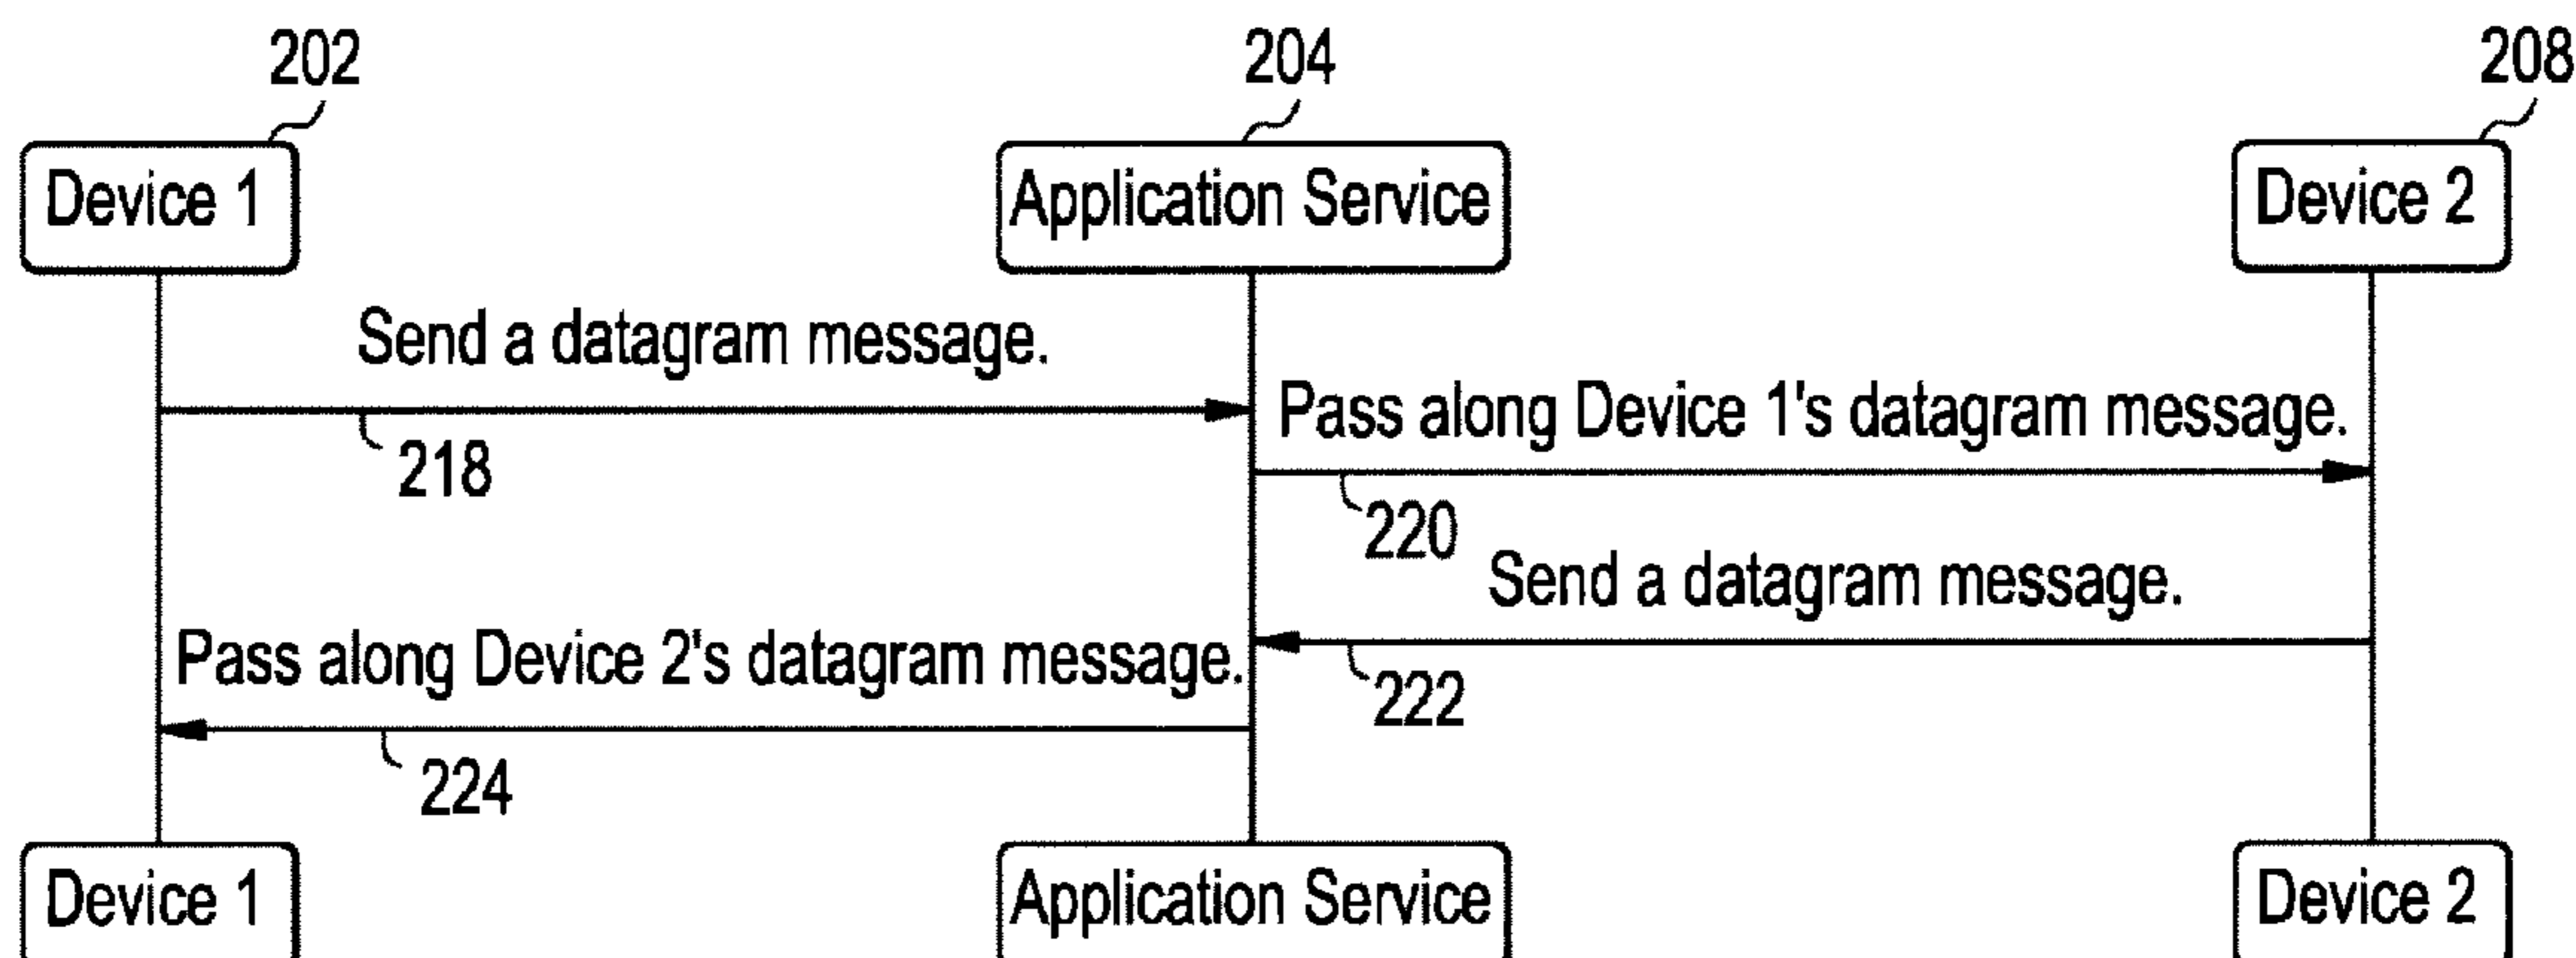 202
204
208
Device 1
Application Service
Device 2
Send a datagram message.
218
Pass along Device 1's datagram message.
220
Send a datagram message.
222
Pass along Device 2's datagram message.
224
Device 1
Application Service
Device 2